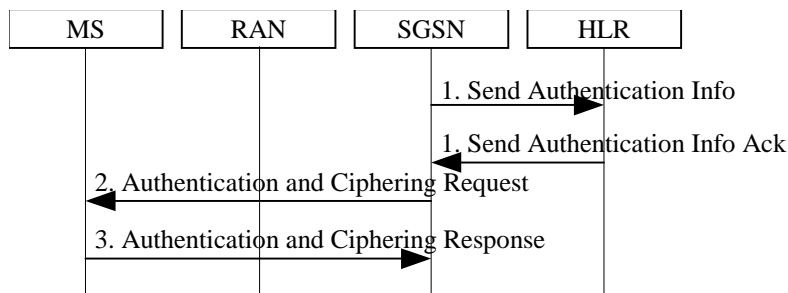 MS RAN SGSN HLR
1. Send Authentication Info
1. Send Authentication Info Ack
2. Authentication and Ciphering Request
3. Authentication and Ciphering Response